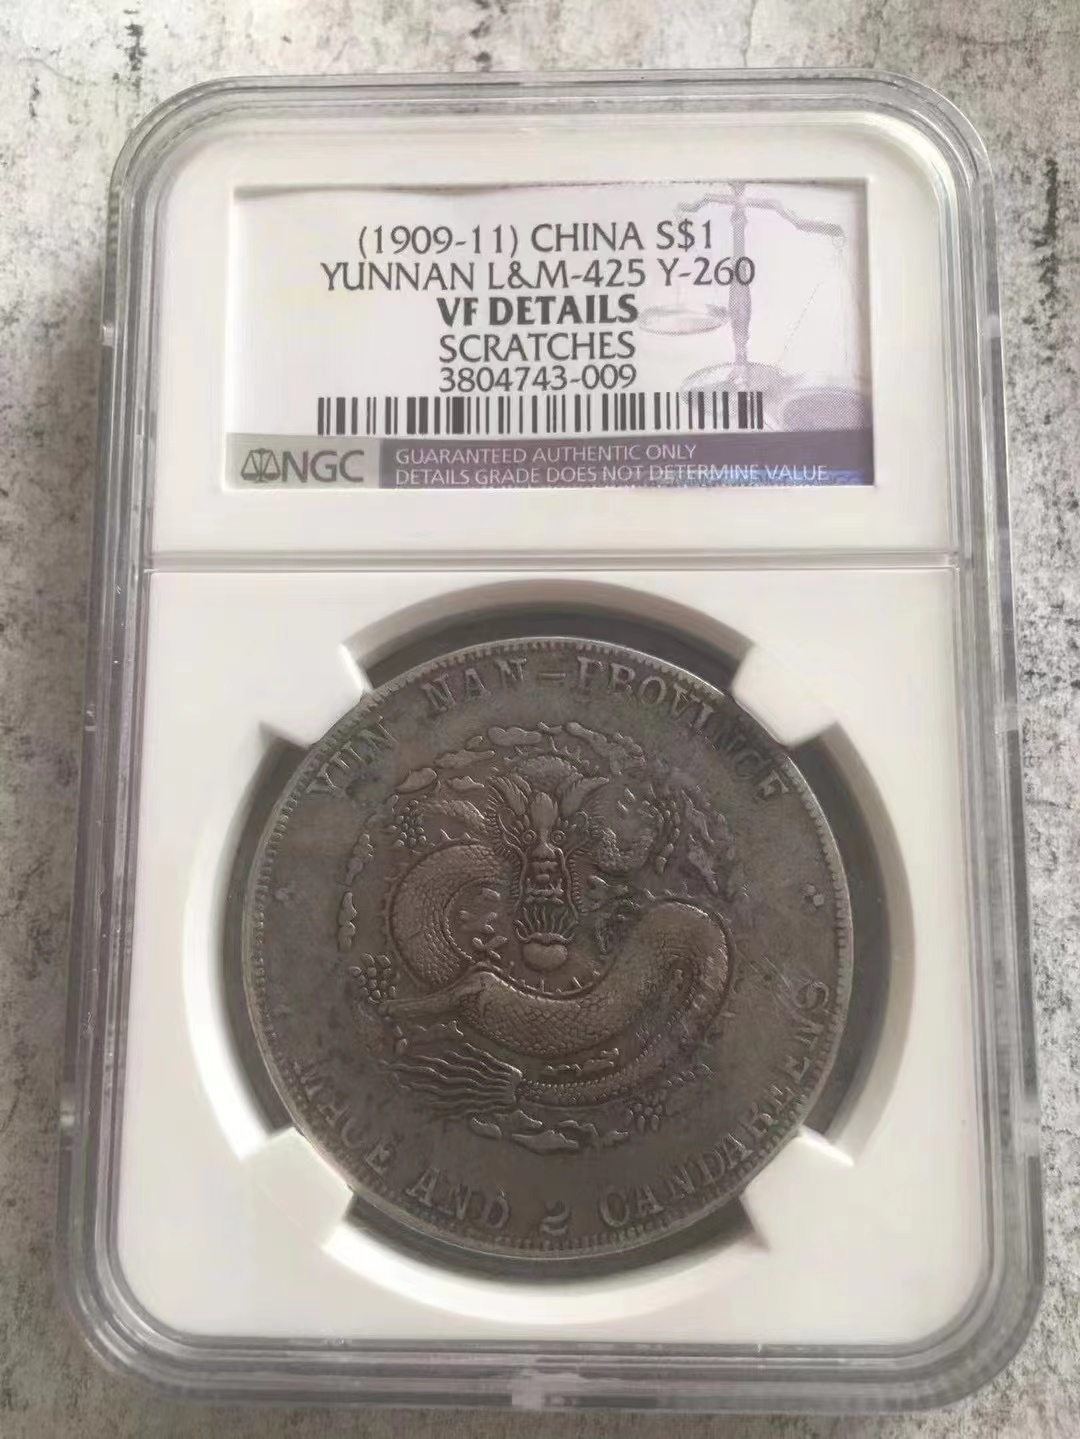 (1909-11) CHINA S$1
YUNNAN L&M-425 Y-260
VF DETAILS
SCRATCHES
3804743-009
NGC
GUARANTEED AUTHENTIC ONLY
DETAILS GRADE DOES NOT DETERMINE VALUE
YUN NAN=PROVINCE
MACE AND 2 CANDAREENS